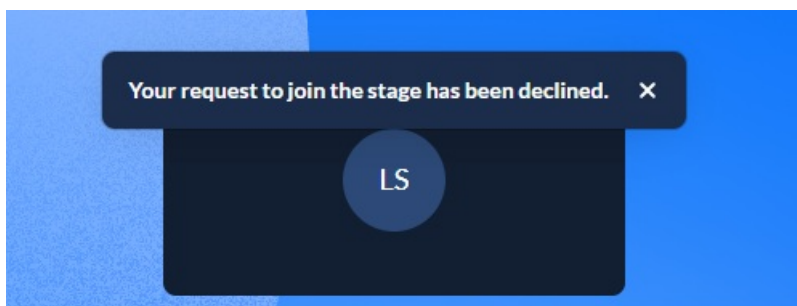 Your request to join the stage has been declined. ×
LS